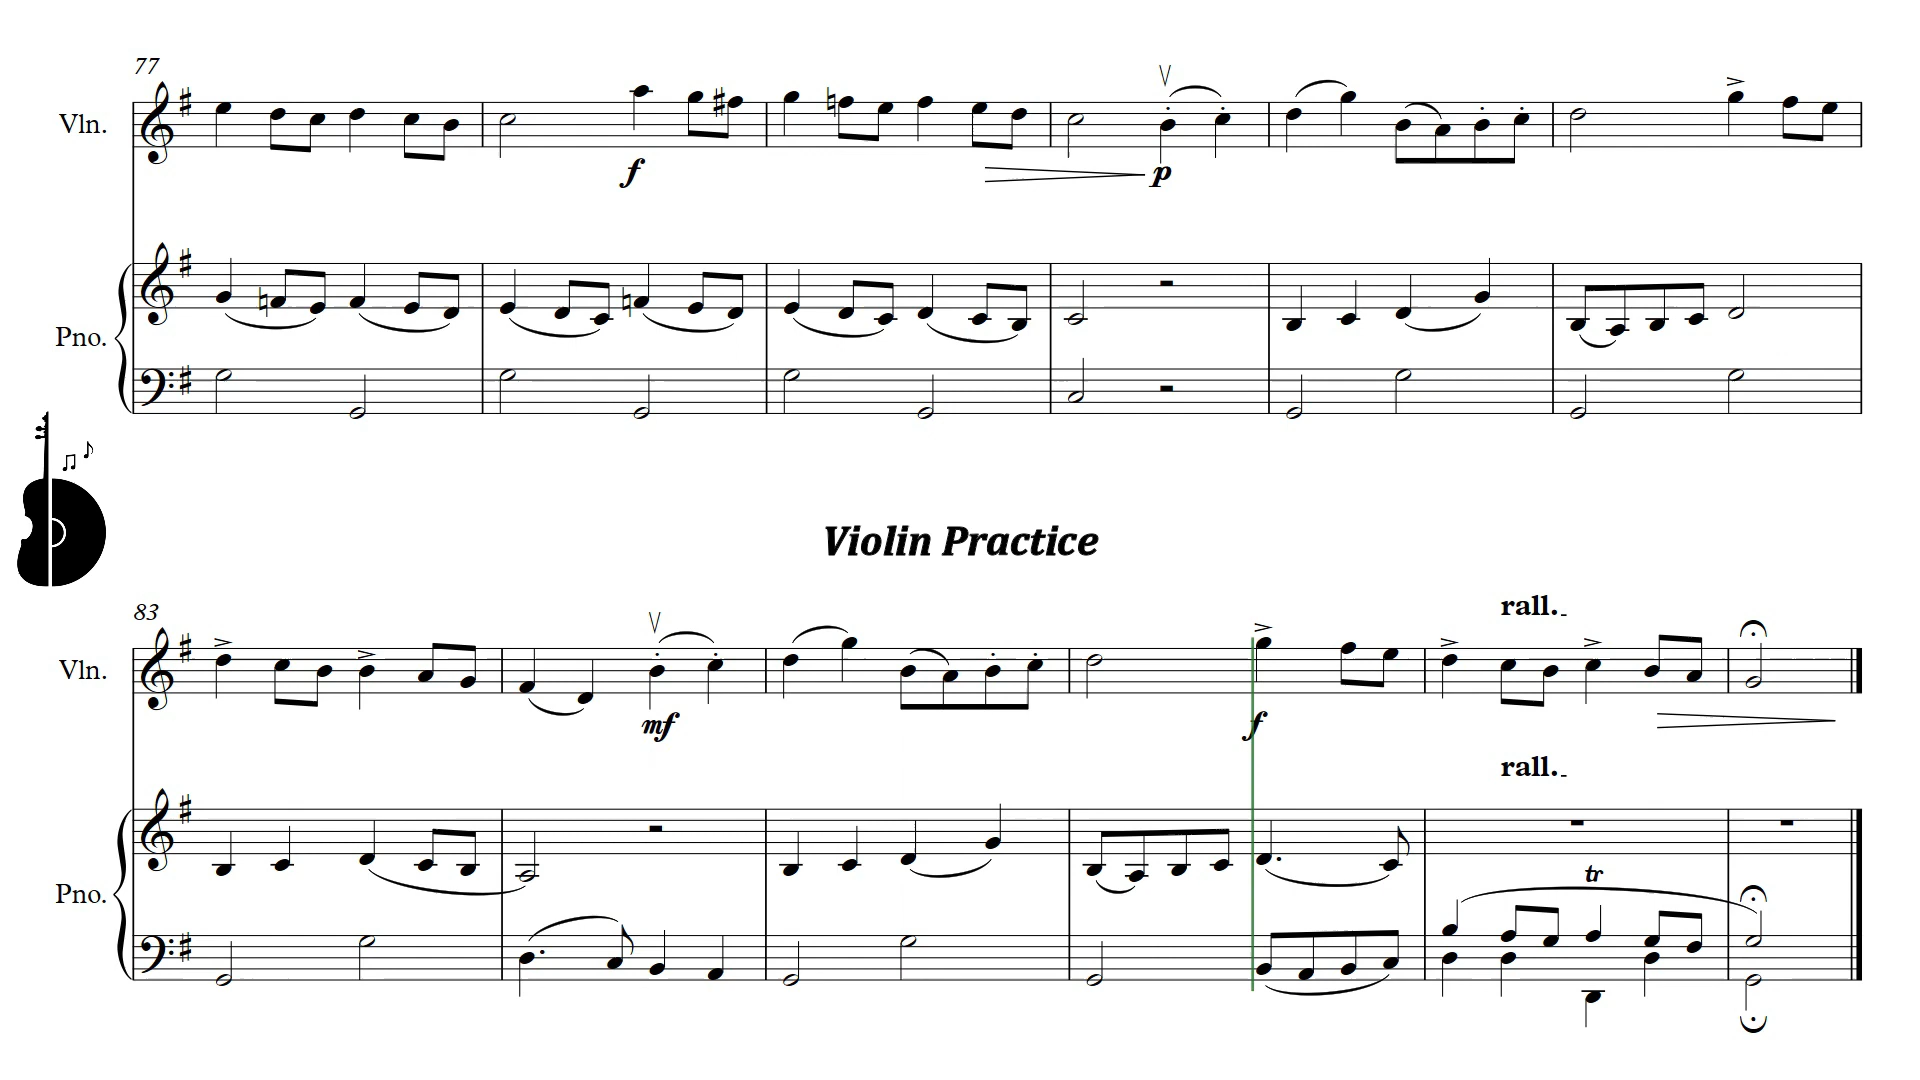 77
Vln.
f
p
Pno.
Violin Practice
83
rall.
Vln.
mf
f
rall.
Pno.
tr